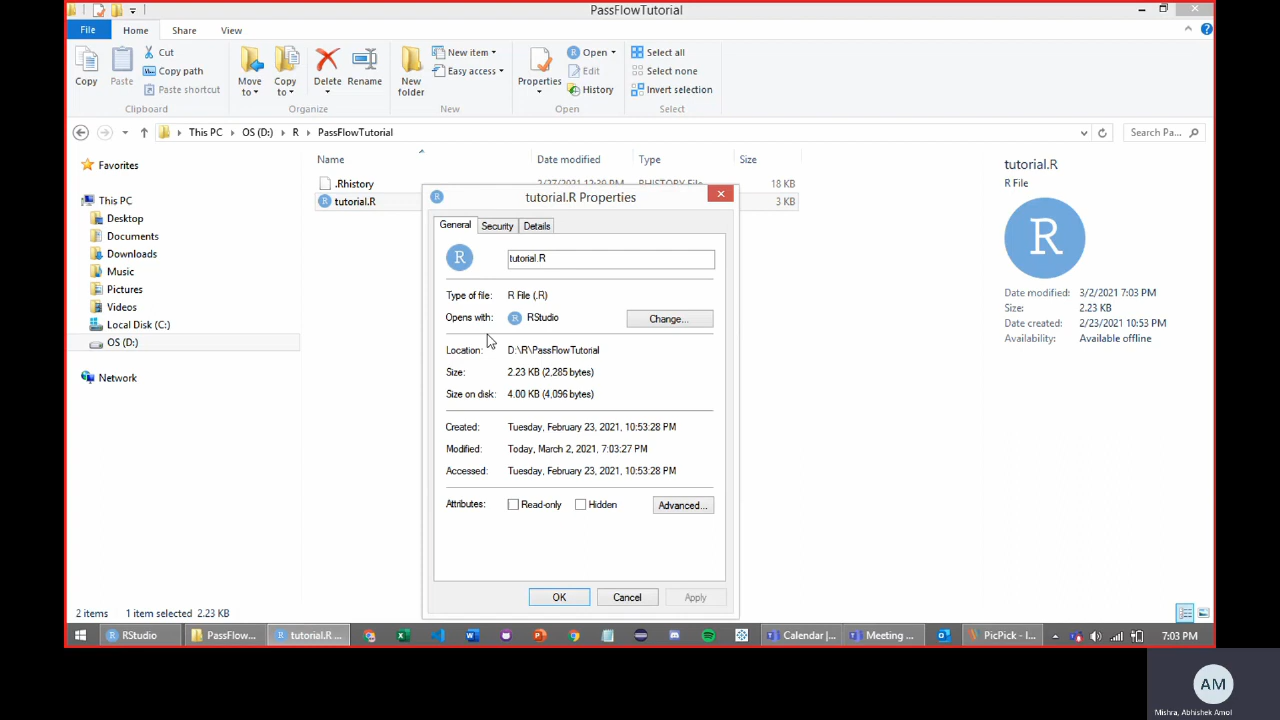 PassFlowTutorial
File Home Share View
Cut
Copy path
Paste shortcut
Copy Paste
Clipboard
Move to Copy to Delete Rename
Organize
New folder
New item
Easy access
New
Properties
Open
Edit
History
Open
Select all
Select none
Invert selection
Select
This PC OS (D:) R PassFlowTutorial
Search Pa...
Favorites
This PC
Desktop
Documents
Downloads
Music
Pictures
Videos
Local Disk (C:)
OS (D:)
Network
Name Date modified Type Size
.Rhistory 2/27/2021 12:39 PM RHISTORY File 18 KB
tutorial.R 3 KB
tutorial.R Properties
General Security Details
R tutorial.R
Type of file: R File (.R)
Opens with: RStudio Change...
Location: D:\R\PassFlowTutorial
Size: 2.23 KB (2,285 bytes)
Size on disk: 4.00 KB (4,096 bytes)
Created: Tuesday, February 23, 2021, 10:53:28 PM
Modified: Today, March 2, 2021, 7:03:27 PM
Accessed: Tuesday, February 23, 2021, 10:53:28 PM
Attributes: Read-only Hidden Advanced...
OK Cancel Apply
tutorial.R
R File
R
Date modified: 3/2/2021 7:03 PM
Size: 2.23 KB
Date created: 2/23/2021 10:53 PM
Availability: Available offline
2 items 1 item selected 2.23 KB
RStudio PassFlow... tutorial.R ... Calendar |... Meeting ... PicPick - I... 7:03 PM
AM
Mishra, Abhishek Amol